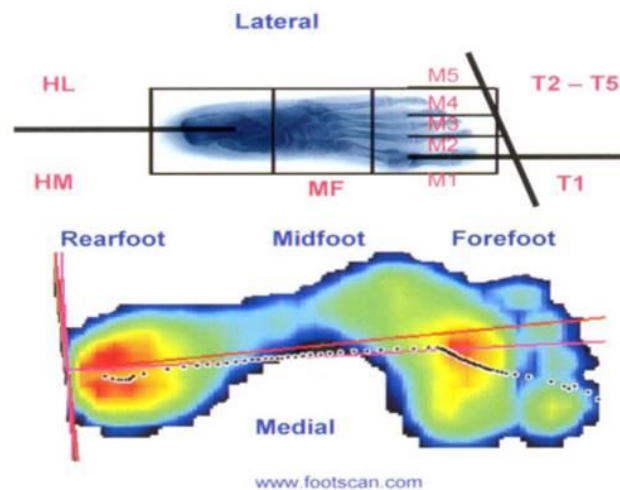 Lateral
HL
M5
T2 – T5
M4
M3
M2
HM
MF
M1
T1
Rearfoot
Midfoot
Forefoot
Medial
www.footscan.com